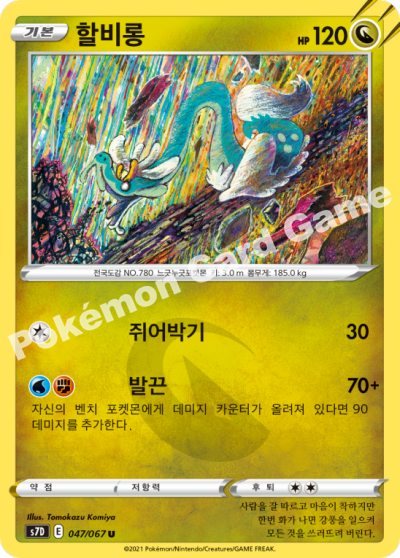 기본 할비롱 HP 120
전국도감 NO.780 느긋누긋포켓몬 키: 3.0 m 몸무게: 185.0 kg
쥐어박기 30
발끈 70+
자신의 벤치 포켓몬에게 데미지 카운터가 올려져 있다면 90
데미지를 추가한다.
약점 저항력 후퇴
Illus. Tomokazu Komiya
사람을 잘 따르고 마음이 착하지만
한번 화가 나면 강풍을 일으켜
모든 것을 쓰러뜨려 버린다.
s7D E 047/067 U
©2021 Pokémon/Nintendo/Creatures/GAME FREAK.
Pokémon Card Game